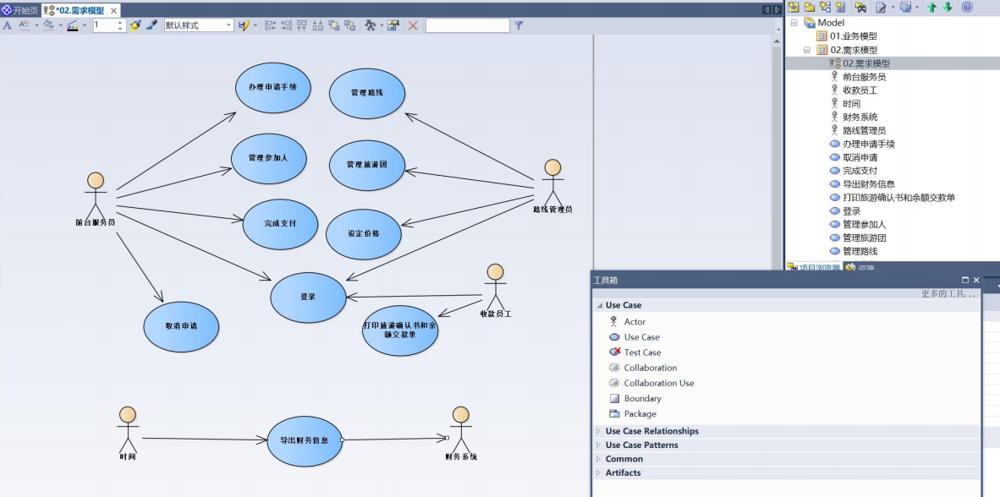 开始页
*02.需求模型
1
默认样式
办理申请手续
管理路线
管理参加人
管理旅游团
前台服务员
路线管理员
完成支付
设定价格
登录
收款员工
取消申请
打印旅游确认书和余
额交款单
时间
导出财务信息
财务系统
Model
01.业务模型
02.需求模型
02.需求模型
前台服务员
收款员工
时间
财务系统
路线管理员
办理申请手续
取消申请
完成支付
导出财务信息
打印旅游确认书和余额交款单
登录
管理参加人
管理旅游团
管理路线
项目浏览器
资源
工具箱
更多的工具...
Use Case
Actor
Use Case
Test Case
Collaboration
Collaboration Use
Boundary
Package
Use Case Relationships
Use Case Patterns
Common
Artifacts